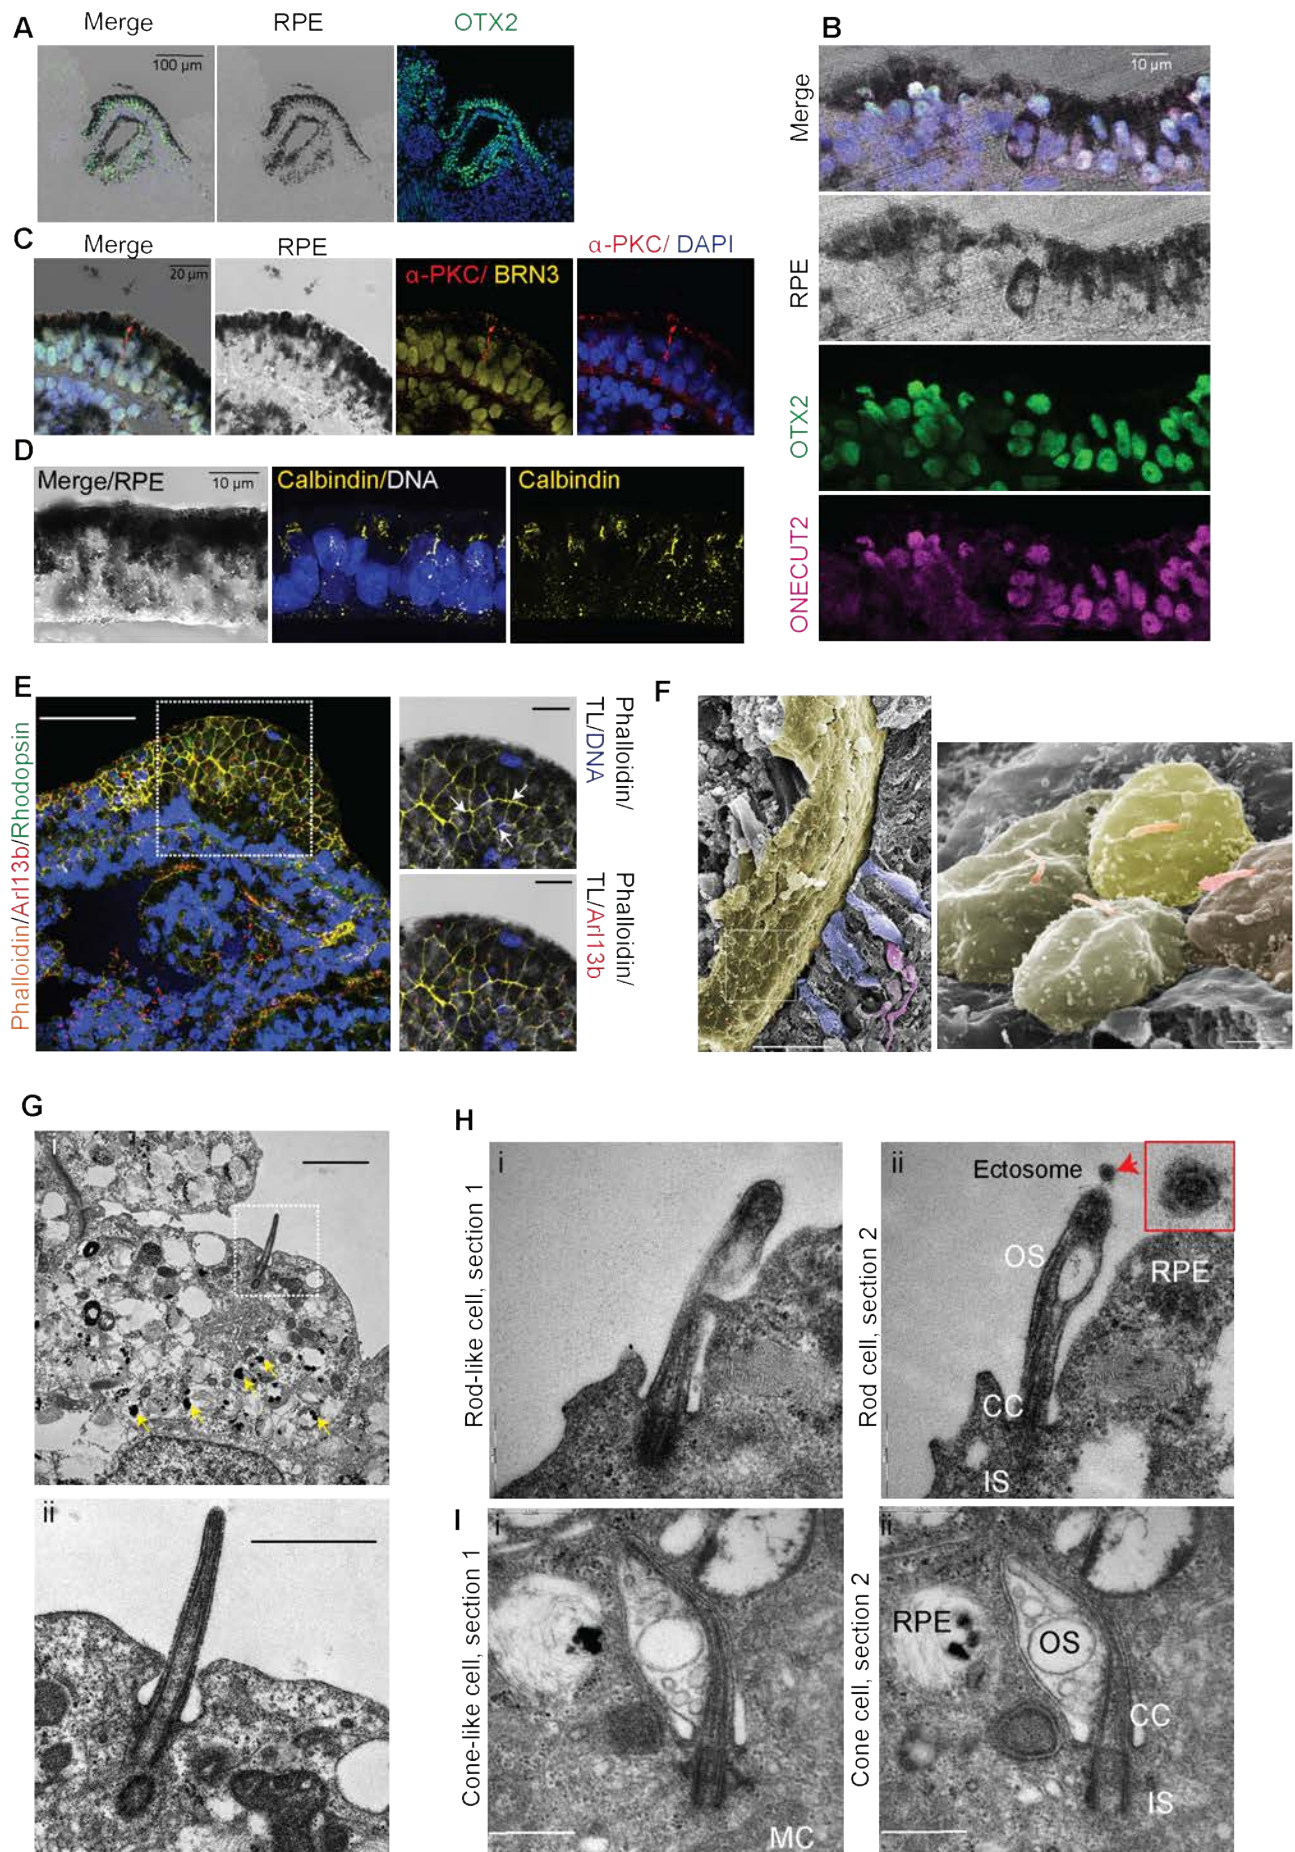 A
Merge
RPE
OTX2
100 µm
B
10 µm
Merge
RPE
OTX2
ONECUT2
C
Merge
RPE
α-PKC/ DAPI
20 µm
α-PKC/ BRN3
D
Merge/RPE
10 µm
Calbindin/DNA
Calbindin
E
Phalloidin/Arl13b/Rhodopsin
Phalloidin/
TL/DNA
Phalloidin/
TL/Arl13b
F
G
i
ii
H
Rod-like cell, section 1
i
Rod cell, section 2
ii
Ectosome
OS
RPE
CC
IS
I
Cone-like cell, section 1
i
MC
Cone cell, section 2
ii
RPE
OS
CC
IS